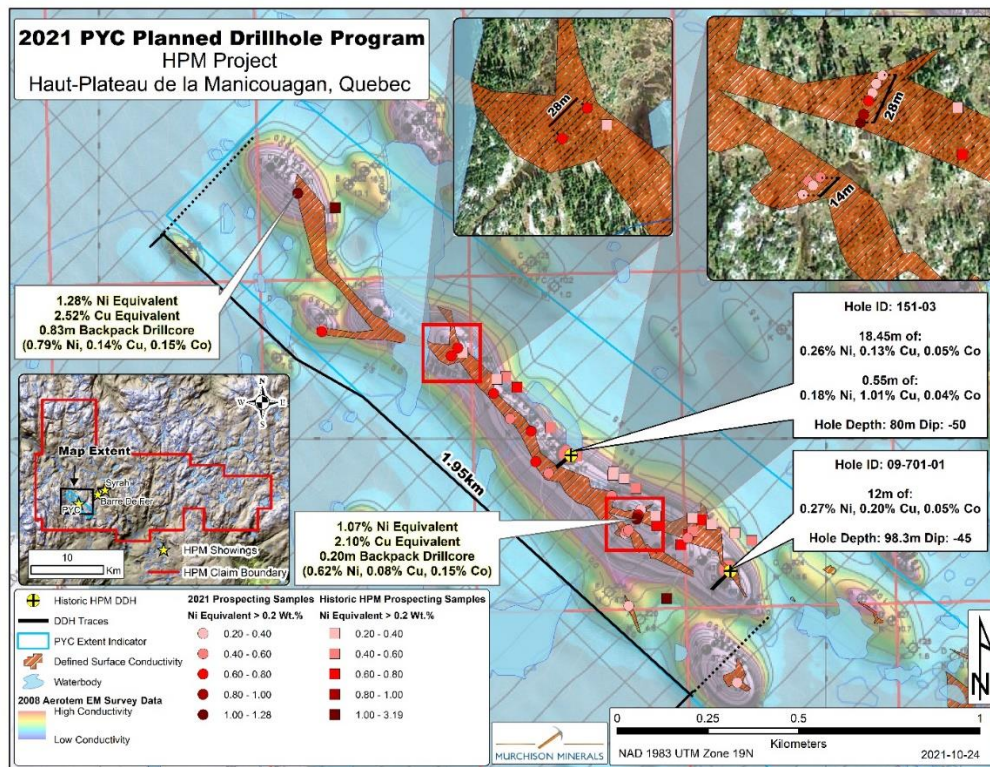 2021 PYC Planned Drillhole Program
HPM Project
Haut-Plateau de la Manicouagan, Quebec
28m
28m
14m
1.28% Ni Equivalent
2.52% Cu Equivalent
0.83m Backpack Drillcore
(0.79% Ni, 0.14% Cu, 0.15% Co)
Hole ID: 151-03
18.45m of:
0.26% Ni, 0.13% Cu, 0.05% Co
0.55m of:
0.18% Ni, 1.01% Cu, 0.04% Co
Hole Depth: 80m Dip: -50
Hole ID: 09-701-01
12m of:
0.27% Ni, 0.20% Cu, 0.05% Co
Hole Depth: 98.3m Dip: -45
1.95km
1.07% Ni Equivalent
2.10% Cu Equivalent
0.20m Backpack Drillcore
(0.62% Ni, 0.08% Cu, 0.15% Co)
N
W
E
S
Map Extent
Syrah
Barre De Fer
PYC
10
Km
HPM Showings
HPM Claim Boundary
Historic HPM DDH
DDH Traces
PYC Extent Indicator
Defined Surface Conductivity
Waterbody
2008 Aerotem EM Survey Data
High Conductivity
Low Conductivity
2021 Prospecting Samples
Ni Equivalent > 0.2 Wt.%
0.20 - 0.40
0.40 - 0.60
0.60 - 0.80
0.80 - 1.00
1.00 - 1.28
Historic HPM Prospecting Samples
Ni Equivalent > 0.2 Wt.%
0.20 - 0.40
0.40 - 0.60
0.60 - 0.80
0.80 - 1.00
1.00 - 3.19
MURCHISON MINERALS
N
0 0.25 0.5 1
Kilometers
NAD 1983 UTM Zone 19N
2021-10-24